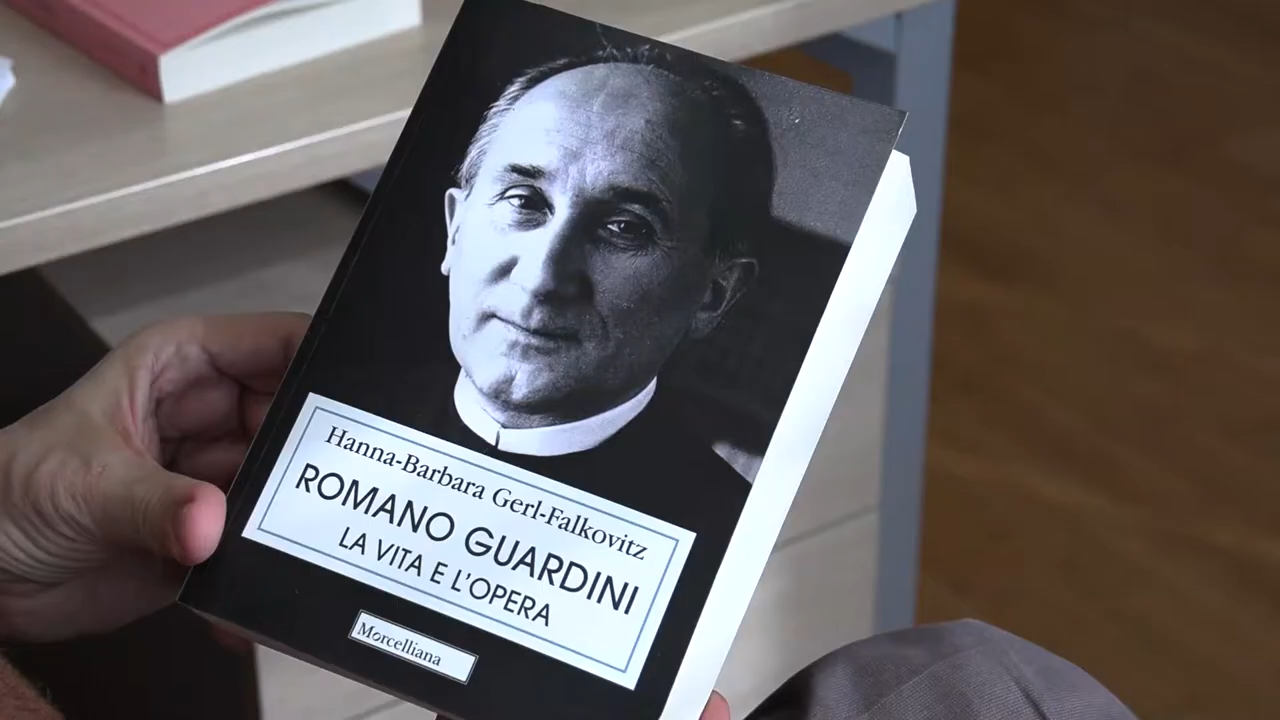 Hanna-Barbara Gerl-Falkovitz
ROMANO GUARDINI
LA VITA E L'OPERA
Morcelliana